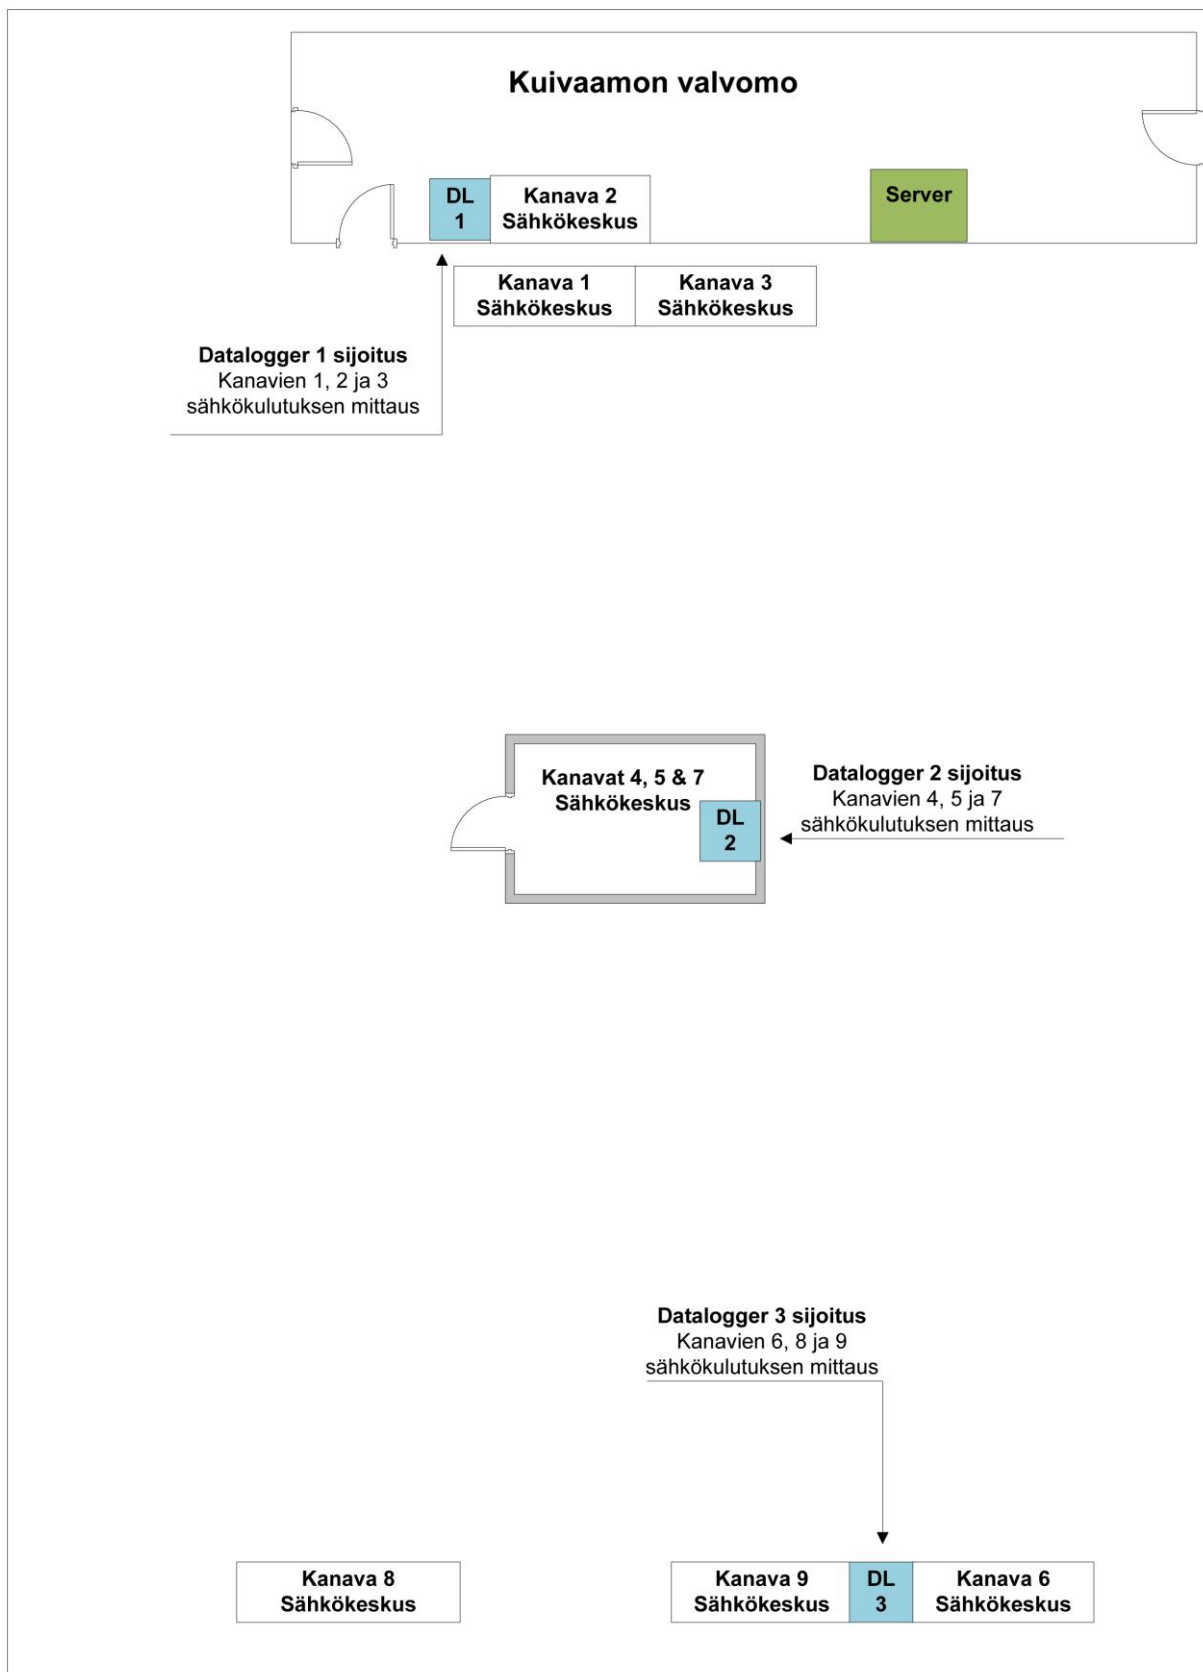 Kuivaamon valvomo
DL
1
Kanava 2
Sähkökeskus
Server
Kanava 1
Sähkökeskus
Kanava 3
Sähkökeskus
Datalogger 1 sijoitus
Kanavien 1, 2 ja 3
sähkökulutuksen mittaus
Kanavat 4, 5 & 7
Sähkökeskus
DL
2
Datalogger 2 sijoitus
Kanavien 4, 5 ja 7
sähkökulutuksen mittaus
Datalogger 3 sijoitus
Kanavien 6, 8 ja 9
sähkökulutuksen mittaus
Kanava 8
Sähkökeskus
Kanava 9
Sähkökeskus
DL
3
Kanava 6
Sähkökeskus